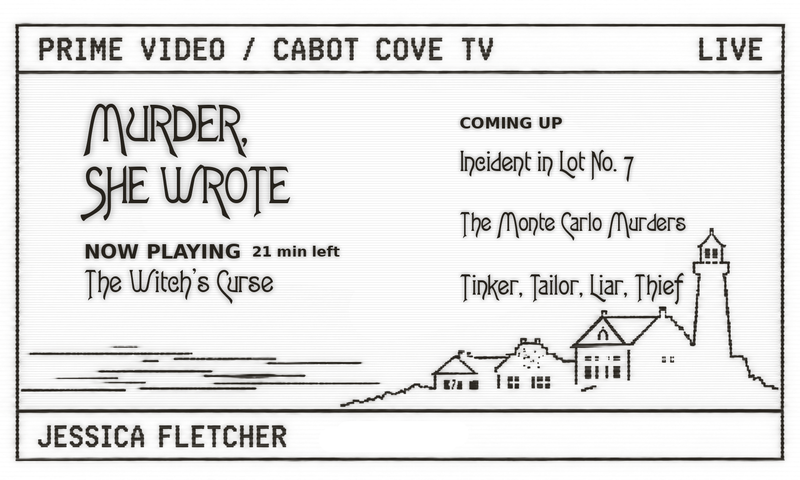 PRIME VIDEO / CABOT COVE TV
LIVE
MURDER,
SHE WROTE
NOW PLAYING 21 min left
The Witch's Curse
COMING UP
Incident in Lot No. 7
The Monte Carlo Murders
Tinker, Tailor, Liar, Thief
JESSICA FLETCHER